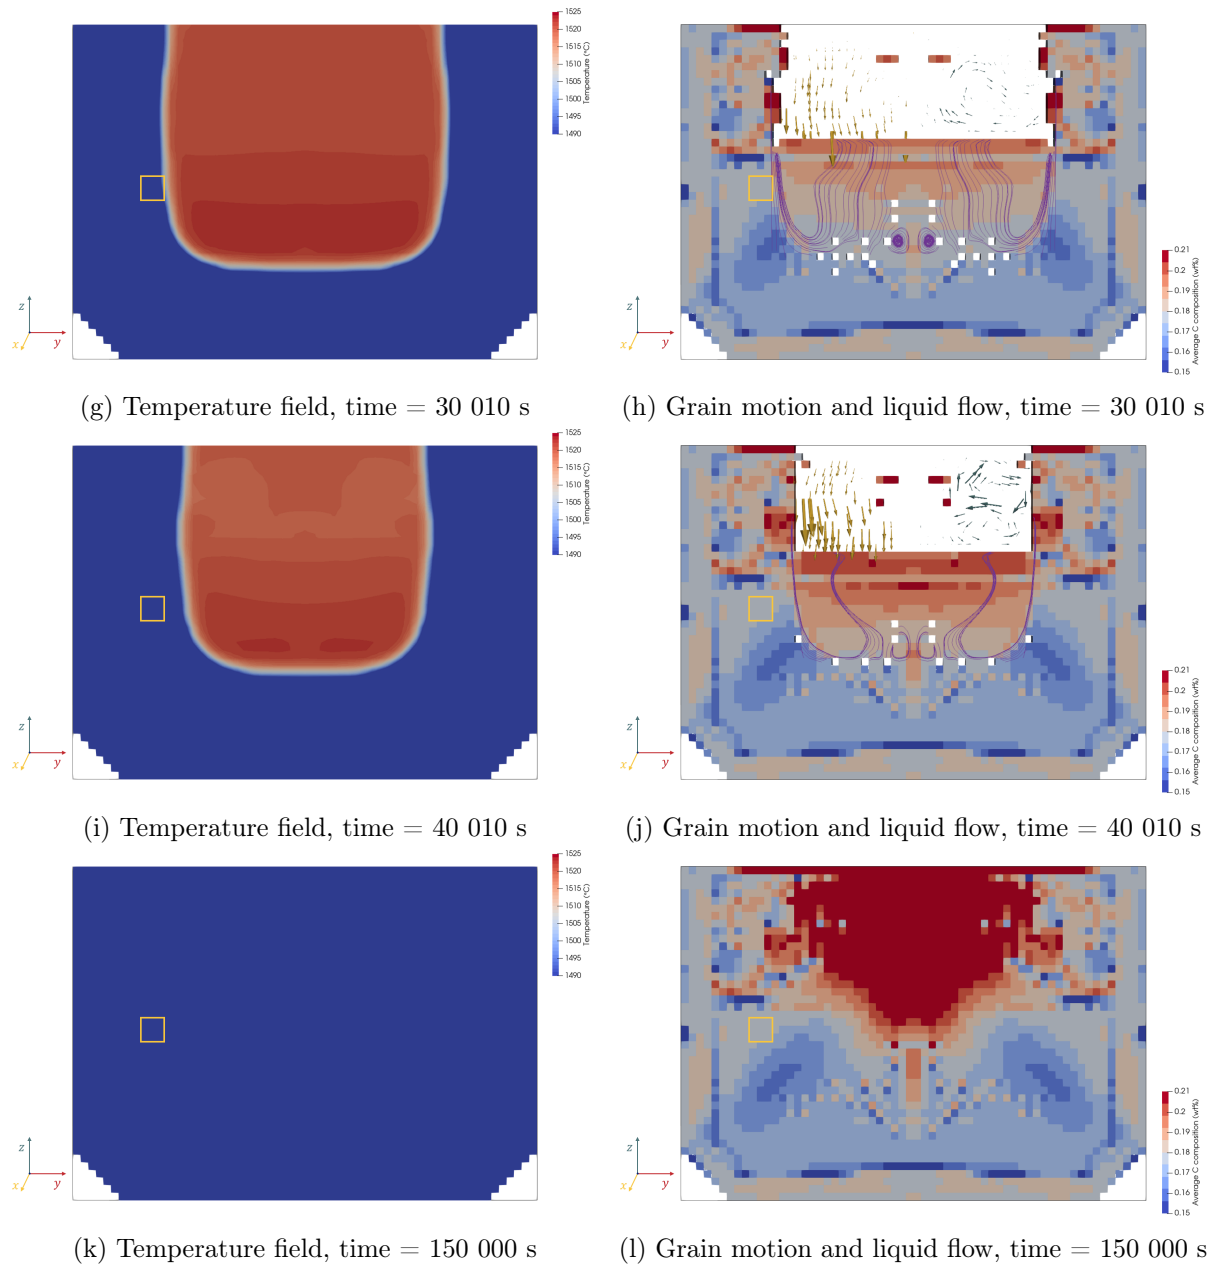 1525
1520
1515
1510
1505
1500
1495
1490
Temperature (°C)
z
x
y
0.21
0.2
0.19
0.18
0.17
0.16
0.15
Average C composition (wt%)
z
x
y
(g) Temperature field, time = 30 010 s
(h) Grain motion and liquid flow, time = 30 010 s
1525
1520
1515
1510
1505
1500
1495
1490
Temperature (°C)
z
x
y
0.21
0.2
0.19
0.18
0.17
0.16
0.15
Average C composition (wt%)
z
x
y
(i) Temperature field, time = 40 010 s
(j) Grain motion and liquid flow, time = 40 010 s
1525
1520
1515
1510
1505
1500
1495
1490
Temperature (°C)
z
x
y
0.21
0.2
0.19
0.18
0.17
0.16
0.15
Average C composition (wt%)
z
x
y
(k) Temperature field, time = 150 000 s
(l) Grain motion and liquid flow, time = 150 000 s